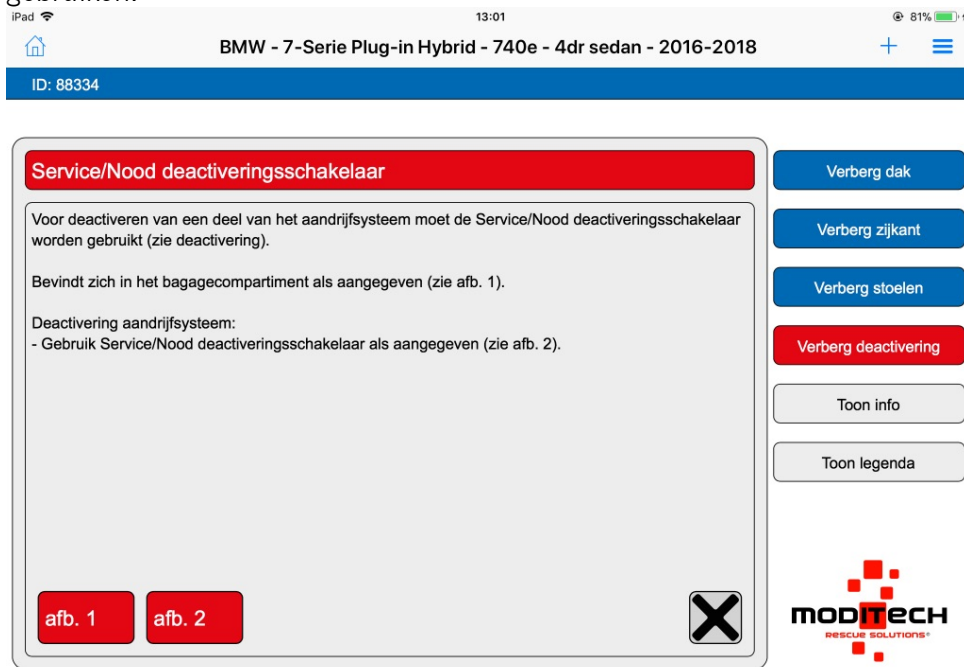 iPad
13:01
81%
BMW - 7-Serie Plug-in Hybrid - 740e - 4dr sedan - 2016-2018
ID: 88334
Service/Nood deactiveringsschakelaar
Voor deactiveren van een deel van het aandrijfsysteem moet de Service/Nood deactiveringsschakelaar
worden gebruikt (zie deactivering).
Bevindt zich in het bagagecompartiment als aangegeven (zie afb. 1).
Deactivering aandrijfsysteem:
- Gebruik Service/Nood deactiveringsschakelaar als aangegeven (zie afb. 2).
afb. 1
afb. 2
Verberg dak
Verberg zijkant
Verberg stoelen
Verberg deactivering
Toon info
Toon legenda
MODITECH
RESCUE SOLUTIONS®